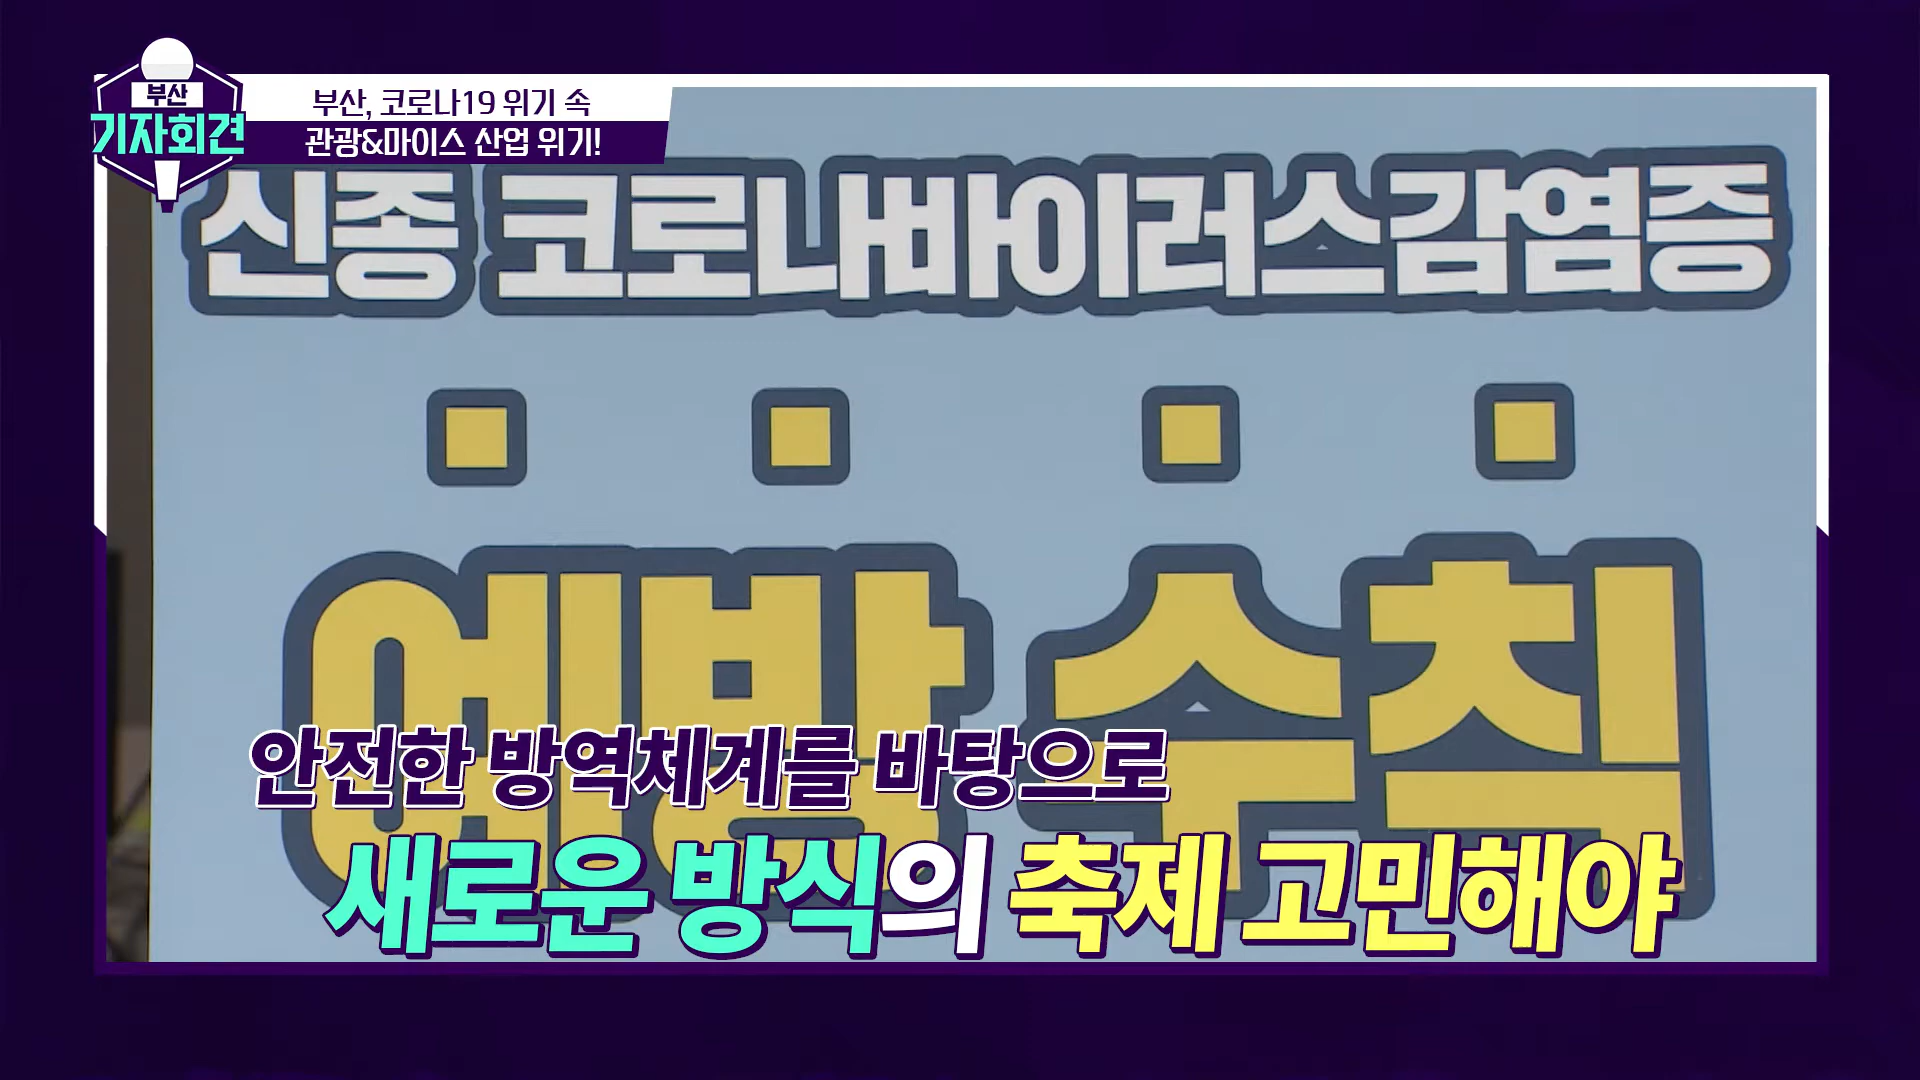 부산
기자회견
부산, 코로나19 위기 속
관광&마이스 산업 위기!
신종 코로나바이러스감염증
예방 수칙
안전한 방역체계를 바탕으로
새로운 방식의 축제 고민해야